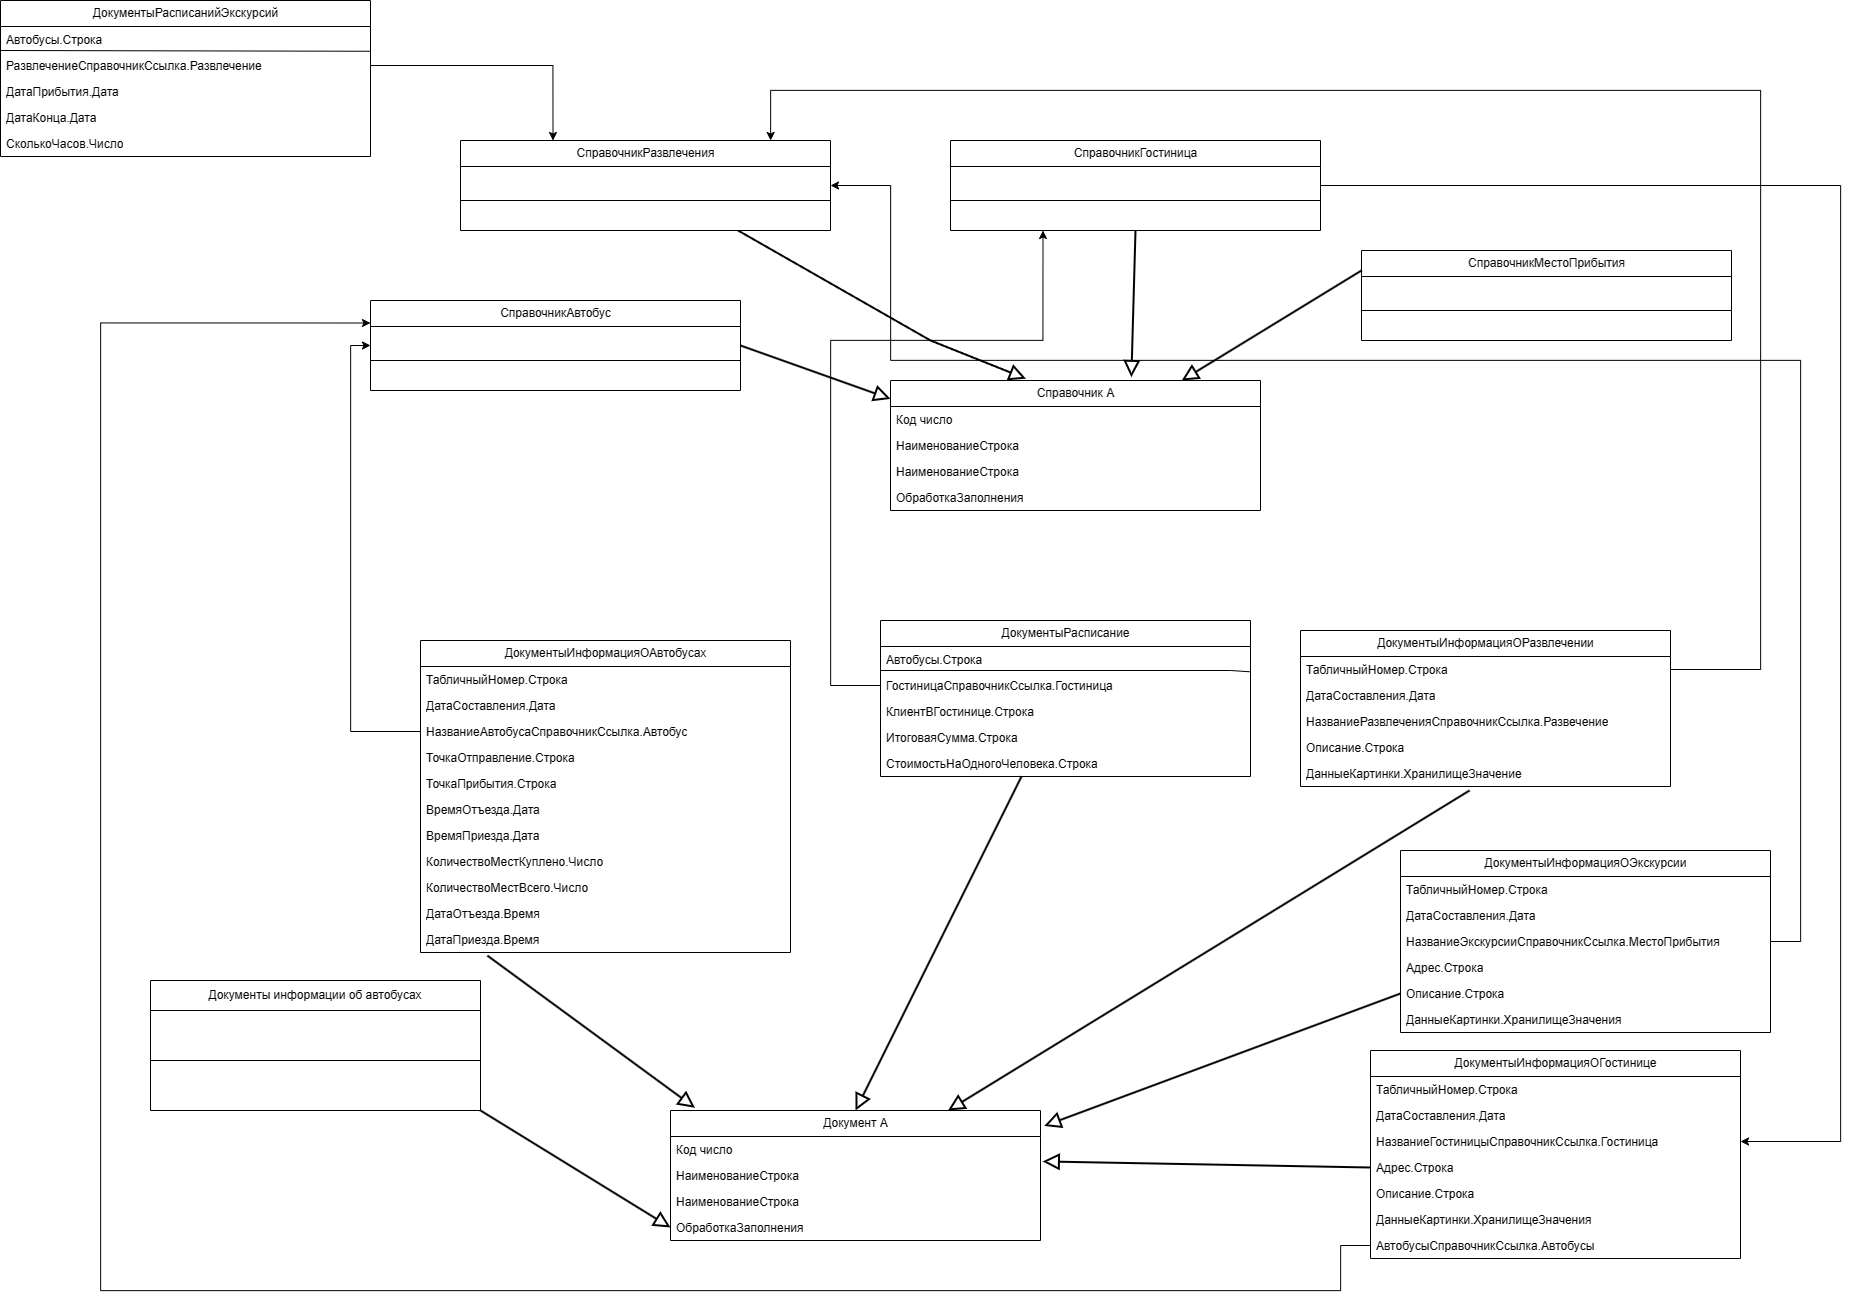 ДокументыРасписанийЭкскурсий
Автобусы.Строка
РазвлечениеСправочникСсылка.Развлечение
ДатаПрибытия.Дата
ДатаКонца.Дата
СколькоЧасов.Число
СправочникРазвлечения
СправочникГостиница
СправочникМестоПрибытия
СправочникАвтобус
Справочник А
Код число
НаименованиеСтрока
НаименованиеСтрока
ОбработкаЗаполнения
ДокументыИнформацияОАвтобусах
ТабличныйНомер.Строка
ДатаСоставления.Дата
НазваниеАвтобусаСправочникСсылка.Автобус
ТочкаОтправление.Строка
ТочкаПрибытия.Строка
ВремяОтъезда.Дата
ВремяПриезда.Дата
КоличествоМестКуплено.Число
КоличествоМестВсего.Число
ДатаОтъезда.Время
ДатаПриезда.Время
ДокументыРасписание
Автобусы.Строка
ГостиницаСправочникСсылка.Гостиница
КлиентВГостинице.Строка
ИтоговаяСумма.Строка
СтоимостьНаОдногоЧеловека.Строка
ДокументыИнформацияОРазвлечении
ТабличныйНомер.Строка
ДатаСоставления.Дата
НазваниеРазвлеченияСправочникСсылка.Развечение
Описание.Строка
ДанныеКартинки.ХранилищеЗначение
ДокументыИнформацияОЭкскурсии
ТабличныйНомер.Строка
ДатаСоставления.Дата
НазваниеЭкскурсииСправочникСсылка.МестоПрибытия
Адрес.Строка
Описание.Строка
ДанныеКартинки.ХранилищеЗначения
Документы информации об автобусах
ДокументыИнформацияОГостинице
ТабличныйНомер.Строка
ДатаСоставления.Дата
НазваниеГостиницыСправочникСсылка.Гостиница
Адрес.Строка
Описание.Строка
ДанныеКартинки.ХранилищеЗначения
АвтобусыСправочникСсылка.Автобусы
Документ А
Код число
НаименованиеСтрока
НаименованиеСтрока
ОбработкаЗаполнения